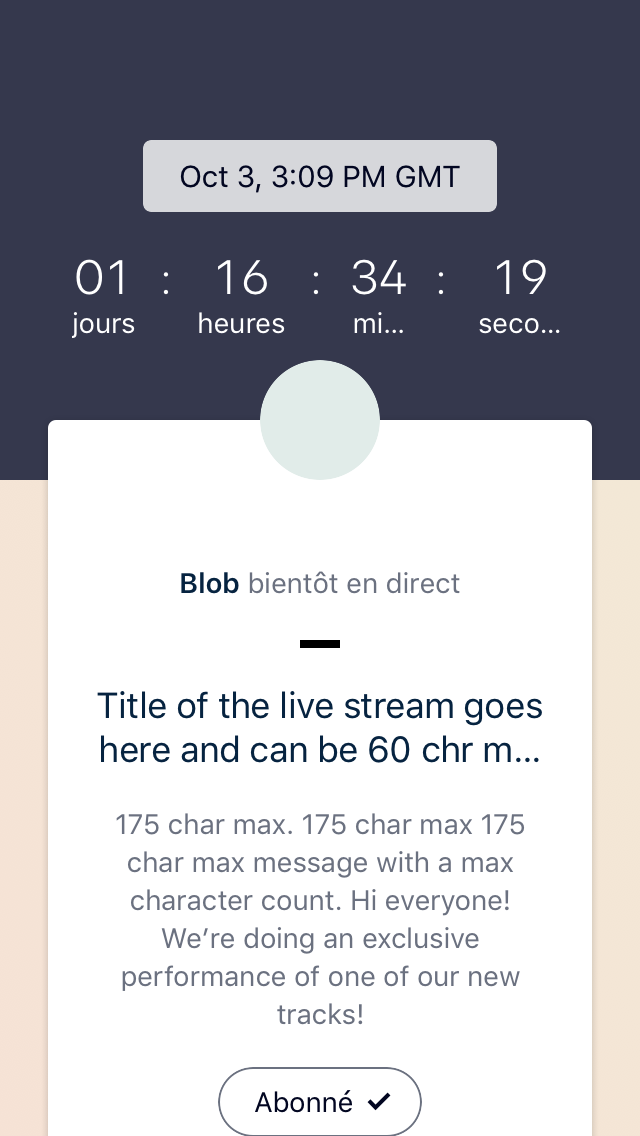 Oct 3, 3:09 PM GMT
01 : 16 : 34 : 19
jours heures mi... seco...
Blob bientôt en direct
Title of the live stream goes
here and can be 60 chr m...
175 char max. 175 char max 175
char max message with a max
character count. Hi everyone!
We’re doing an exclusive
performance of one of our new
tracks!
Abonné ✓